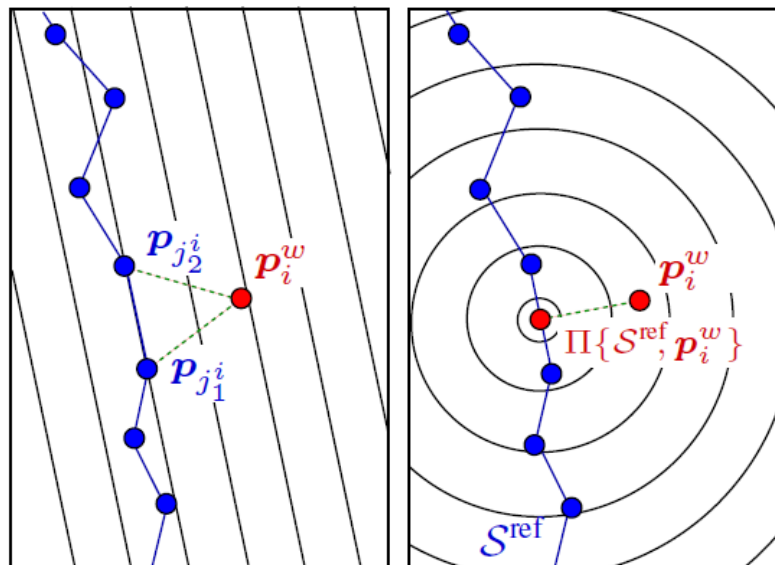 p_{j_2^i}
p_i^w
p_{j_1^i}
p_i^w
Π{S^ref, p_i^w}
S^ref